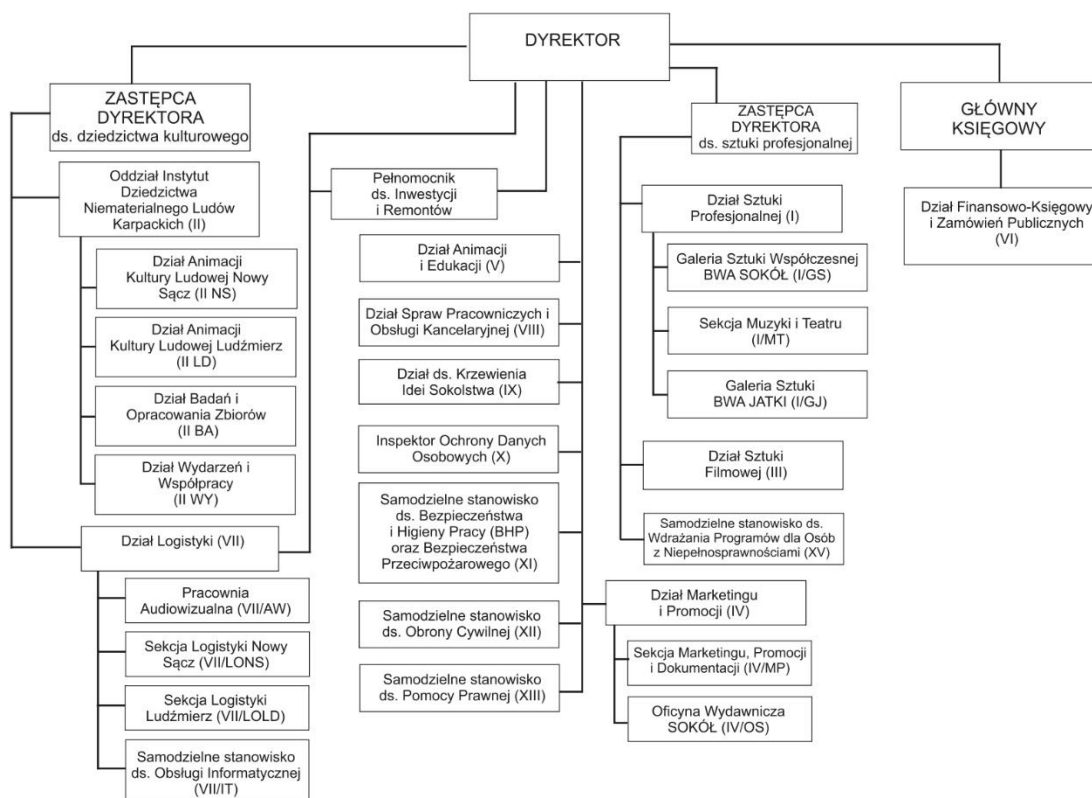 DYREKTOR
ZASTĘPCA
DYREKTORA
ds. dziedzictwa kulturowego
Oddział Instytut
Dziedzictwa
Niematerialnego Ludów
Karpackich (II)
Dział Animacji
Kultury Ludowej Nowy
Sącz (II NS)
Dział Animacji
Kultury Ludowej Ludźmierz
(II LD)
Dział Badań i
Opracowania Zbiorów
(II BA)
Dział Wydarzeń i
Współpracy
(II WY)
Dział Logistyki (VII)
Pracownia
Audiowizualna (VII/AW)
Sekcja Logistyki Nowy
Sącz (VII/LONS)
Sekcja Logistyki
Ludźmierz (VII/LOLD)
Samodzielne stanowisko
ds. Obsługi Informatycznej
(VII/IT)
Pełnomocnik
ds. Inwestycji
i Remontów
Dział Animacji
i Edukacji (V)
Dział Spraw Pracowniczych i
Obsługi Kancelaryjnej (VIII)
Dział ds. Krzewienia
Idei Sokolstwa (IX)
Inspektor Ochrony Danych
Osobowych (X)
Samodzielne stanowisko
ds. Bezpieczeństwa
i Higieny Pracy (BHP)
oraz Bezpieczeństwa
Przeciwpożarowego (XI)
Samodzielne stanowisko
ds. Obrony Cywilnej (XII)
Samodzielne stanowisko
ds. Pomocy Prawnej (XIII)
ZASTĘPCA
DYREKTORA
ds. sztuki profesjonalnej
Dział Sztuki
Profesjonalnej (I)
Galeria Sztuki Współczesnej
BWA SOKÓŁ (I/GS)
Sekcja Muzyki i Teatru
(I/MT)
Galeria Sztuki
BWA JATKI (I/GJ)
Dział Sztuki
Filmowej (III)
Samodzielne stanowisko ds.
Wdrażania Programów dla Osób
z Niepełnosprawnościami (XV)
Dział Marketingu
i Promocji (IV)
Sekcja Marketingu, Promocji
i Dokumentacji (IV/MP)
Oficyna Wydawnicza
SOKÓŁ (IV/OS)
GŁÓWNY
KSIĘGOWY
Dział Finansowo-Księgowy
i Zamówień Publicznych
(VI)